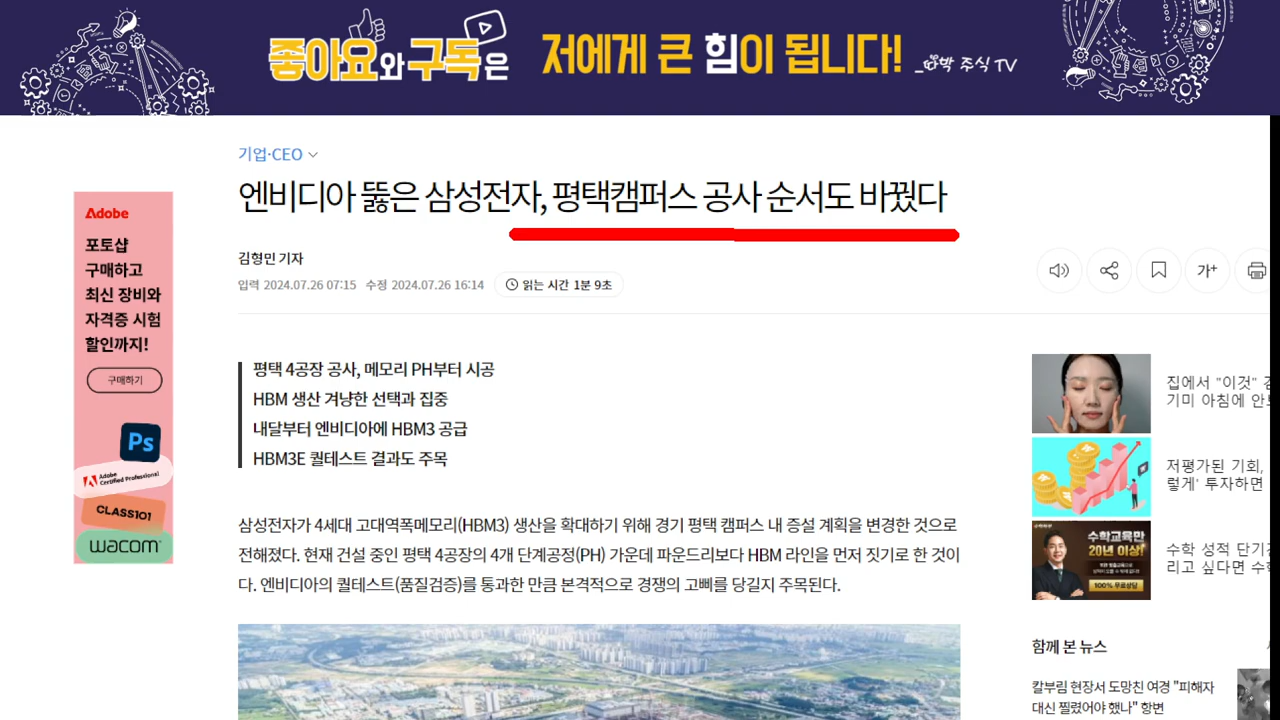 좋아요와 구독은 저에게 큰 힘이 됩니다!
주식 TV
기업·CEO
엔비디아 뚫은 삼성전자, 평택캠퍼스 공사 순서도 바꿨다
김형민 기자
입력 2024.07.26 07:15 수정 2024.07.26 16:14 읽는 시간 1분 9초
가+
Adobe
포토샵
구매하고
최신 장비와
자격증 시험
할인까지!
구매하기
Ps
Adobe
Certified Professional
CLASS101
wacom
평택 4공장 공사, 메모리 PH부터 시공
HBM 생산 겨냥한 선택과 집중
내달부터 엔비디아에 HBM3 공급
HBM3E 퀄테스트 결과도 주목
삼성전자가 4세대 고대역폭메모리(HBM3) 생산을 확대하기 위해 경기 평택 캠퍼스 내 증설 계획을 변경한 것으로
전해졌다. 현재 건설 중인 평택 4공장의 4개 단계공정(PH) 가운데 파운드리보다 HBM 라인을 먼저 짓기로 한 것이
다. 엔비디아의 퀄테스트(품질검증)를 통과한 만큼 본격적으로 경쟁의 고삐를 당길지 주목된다.
집에서 "이것"
기미 아침에
저평가된 기회,
렇게' 투자하면
수학교육만
20년 이상!
100% 무료상담
수학 성적 단기
리고 싶다면
함께 본 뉴스
칼부림 현장서 도망친 여경 "피해자
대신 찔렸어야 했나" 항변